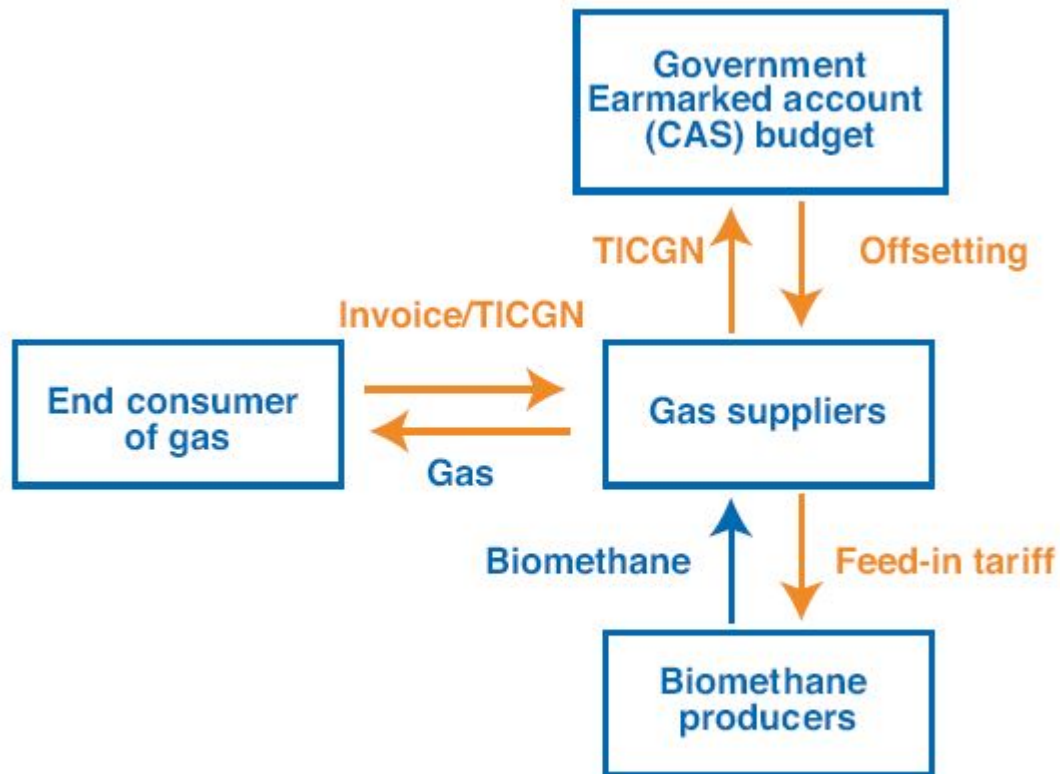 Government
Earmarked account
(CAS) budget
TICGN
Offsetting
Invoice/TICGN
End consumer
of gas
Gas suppliers
Gas
Biomethane
Feed-in tariff
Biomethane
producers